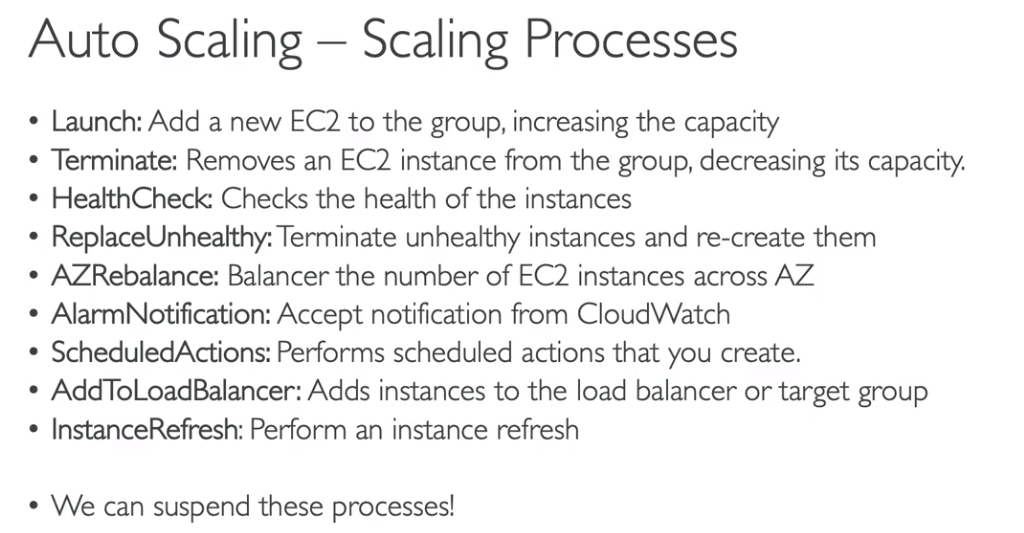 Auto Scaling – Scaling Processes
• Launch: Add a new EC2 to the group, increasing the capacity
• Terminate: Removes an EC2 instance from the group, decreasing its capacity.
• HealthCheck: Checks the health of the instances
• ReplaceUnhealthy: Terminate unhealthy instances and re-create them
• AZRebalance: Balancer the number of EC2 instances across AZ
• AlarmNotification: Accept notification from CloudWatch
• ScheduledActions: Performs scheduled actions that you create.
• AddToLoadBalancer: Adds instances to the load balancer or target group
• InstanceRefresh: Perform an instance refresh
• We can suspend these processes!